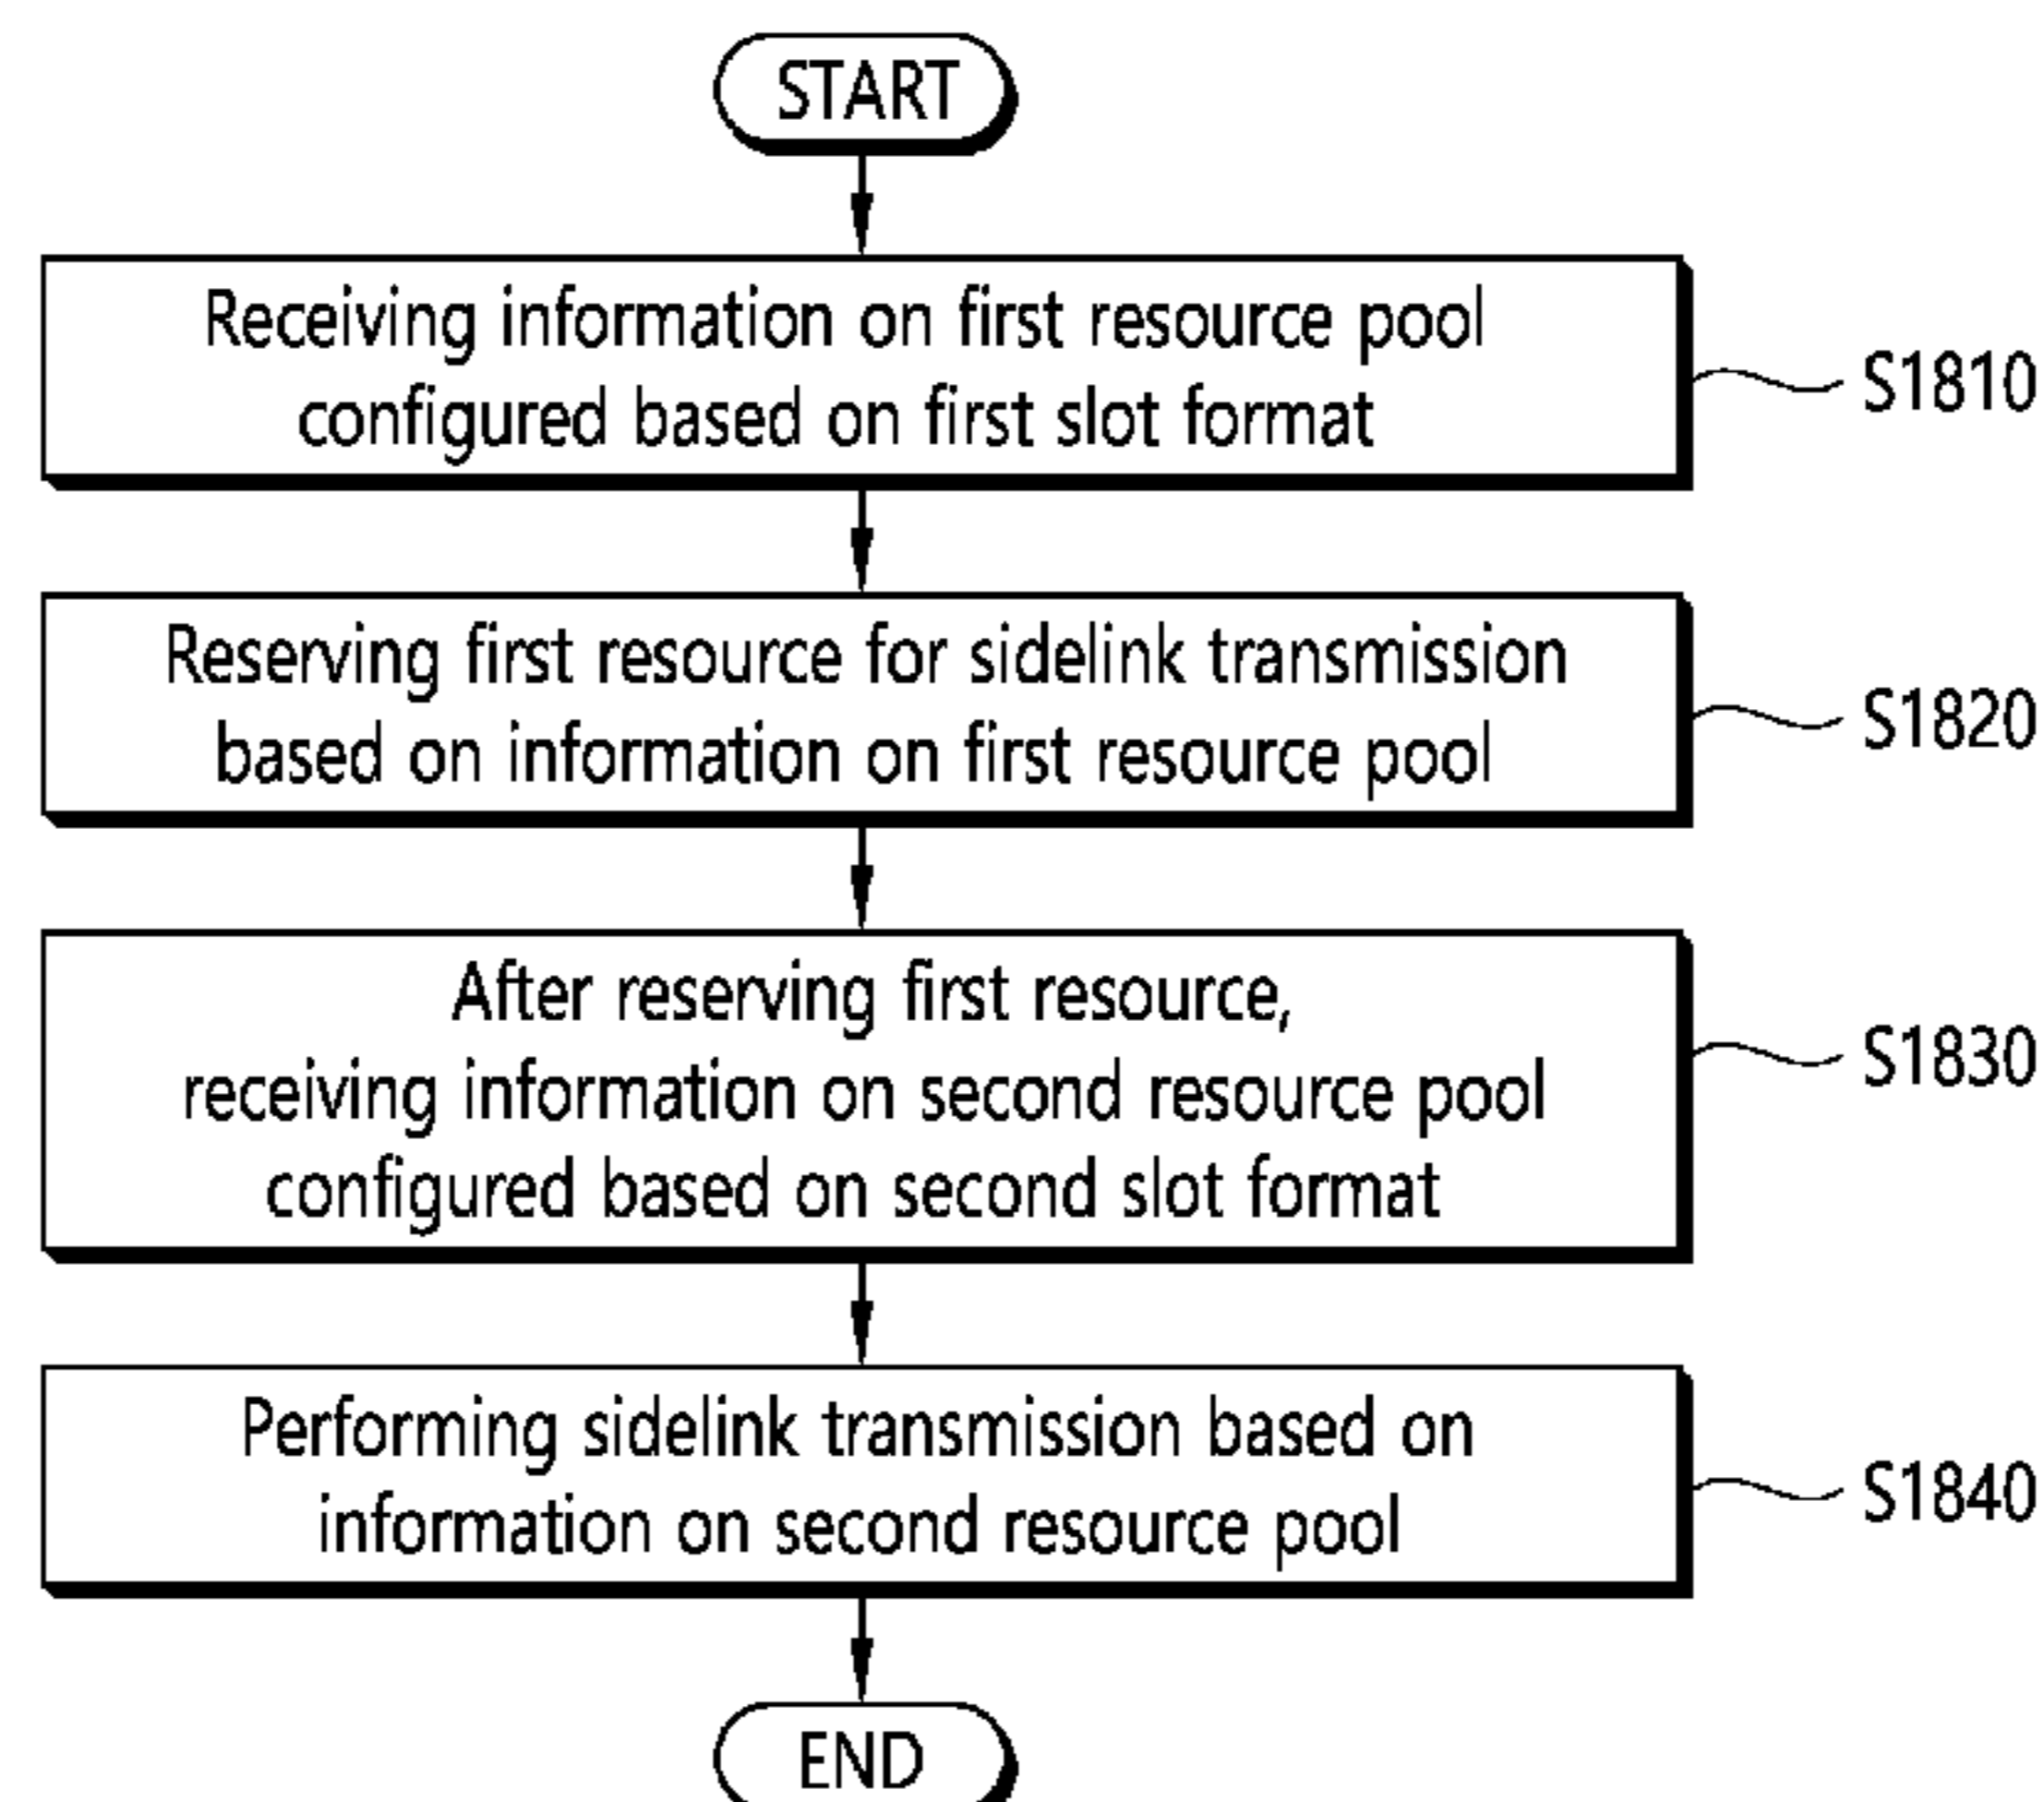 START
Receiving information on first resource pool
configured based on first slot format
S1810
Reserving first resource for sidelink transmission
based on information on first resource pool
S1820
After reserving first resource,
receiving information on second resource pool
configured based on second slot format
S1830
Performing sidelink transmission based on
information on second resource pool
S1840
END